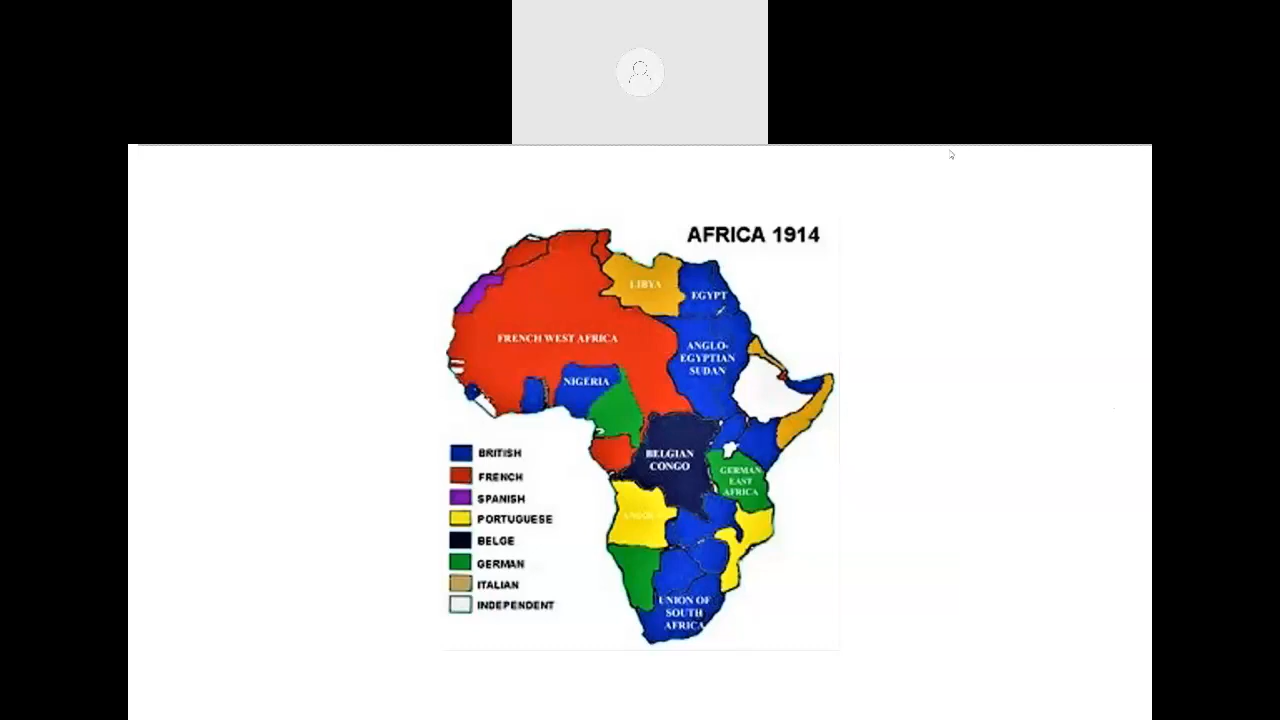 AFRICA 1914
LIBYA
EGYPT
FRENCH WEST AFRICA
ANGLO-
EGYPTIAN
SUDAN
NIGERIA
BELGIAN
CONGO
GERMAN
EAST
AFRICA
UNION OF
SOUTH
AFRICA
BRITISH
FRENCH
SPANISH
PORTUGUESE
BELGE
GERMAN
ITALIAN
INDEPENDENT